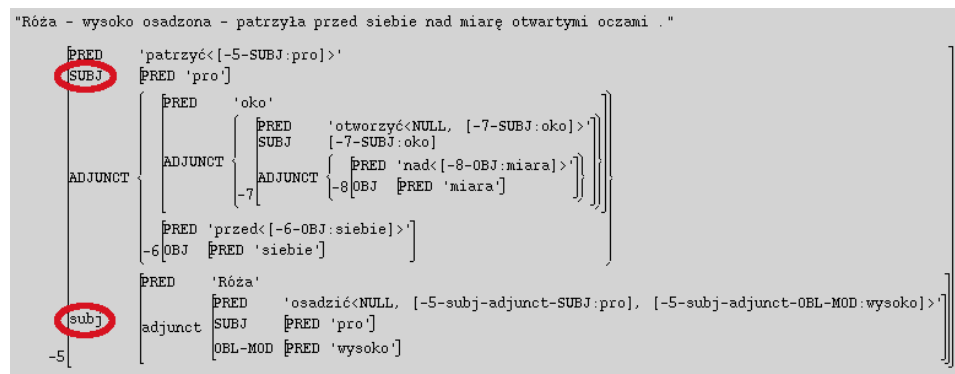 "Róża - wysoko osadzona - patrzyła przed siebie nad miarę otwartymi oczami ."
PRED 'patrzyć<[-5-SUBJ:pro]>'
SUBJ [PRED 'pro']
PRED 'oko'
PRED 'otworzyć<NULL, [-7-SUBJ:oko]>'
SUBJ [-7-SUBJ:oko]
ADJUNCT
PRED 'nad<[-8-OBJ:miara]>'
ADJUNCT ADJUNCT
-7 -8 OBJ [PRED 'miara']
PRED 'przed<[-6-OBJ:siebie]>'
-6 OBJ [PRED 'siebie']
PRED 'Róża'
PRED 'osadzić<NULL, [-5-subj-adjunct-SUBJ:pro], [-5-subj-adjunct-OBL-MOD:wysoko]>'
subj adjunct SUBJ [PRED 'pro']
-5 OBL-MOD [PRED 'wysoko']